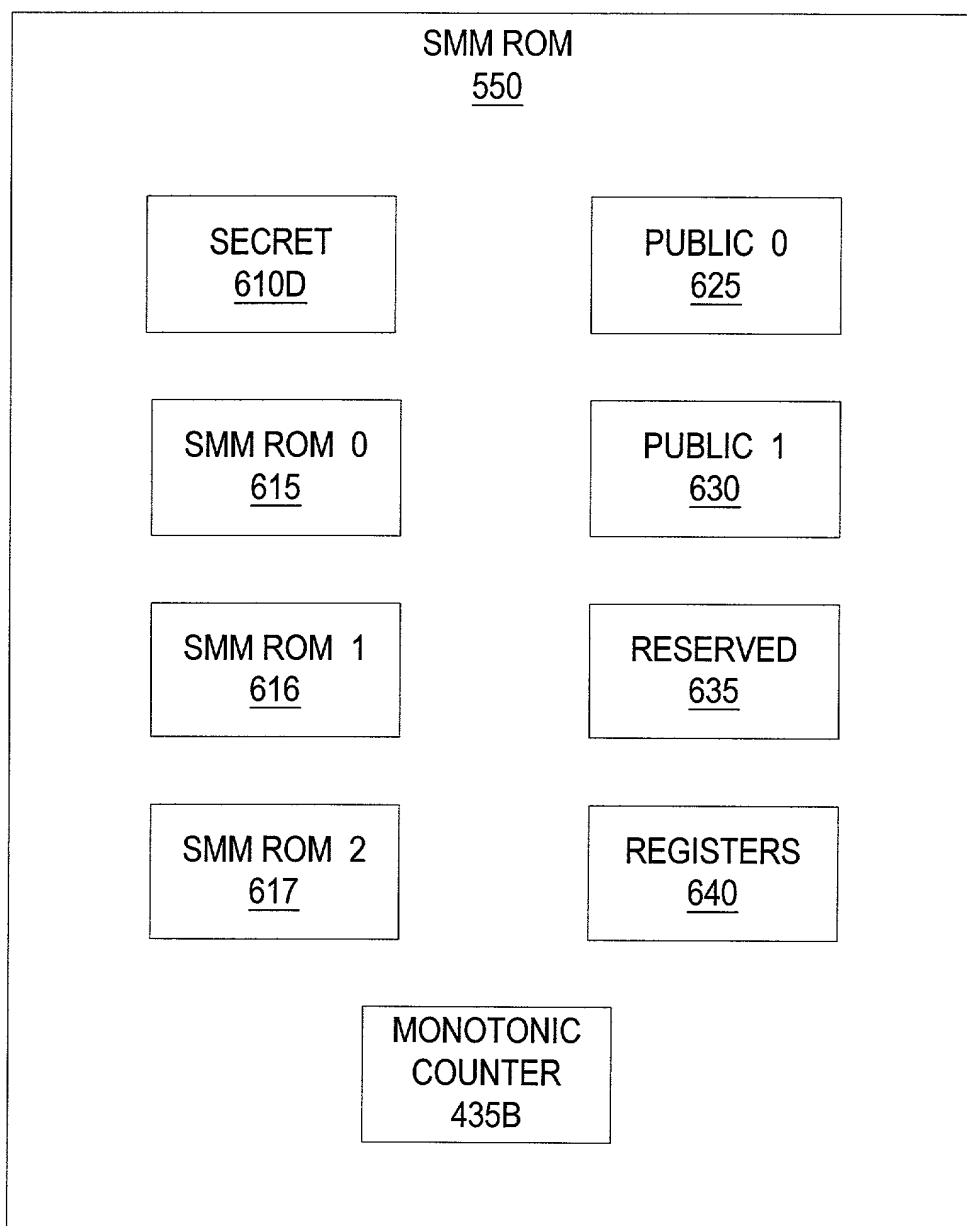 SMM ROM
550
SECRET
610D
PUBLIC 0
625
SMM ROM 0
615
PUBLIC 1
630
SMM ROM 1
616
RESERVED
635
SMM ROM 2
617
REGISTERS
640
MONOTONIC
COUNTER
435B